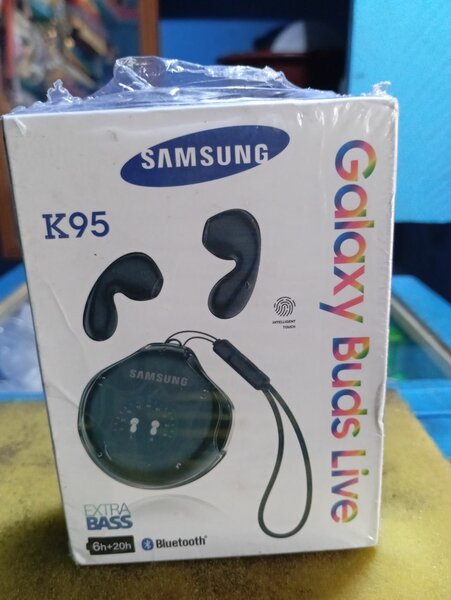 SAMSUNG
K95
Galaxy Buds Live
INTELLIGENT
TOUCH
SAMSUNG
EXTRA
BASS
6h+20h
Bluetooth®